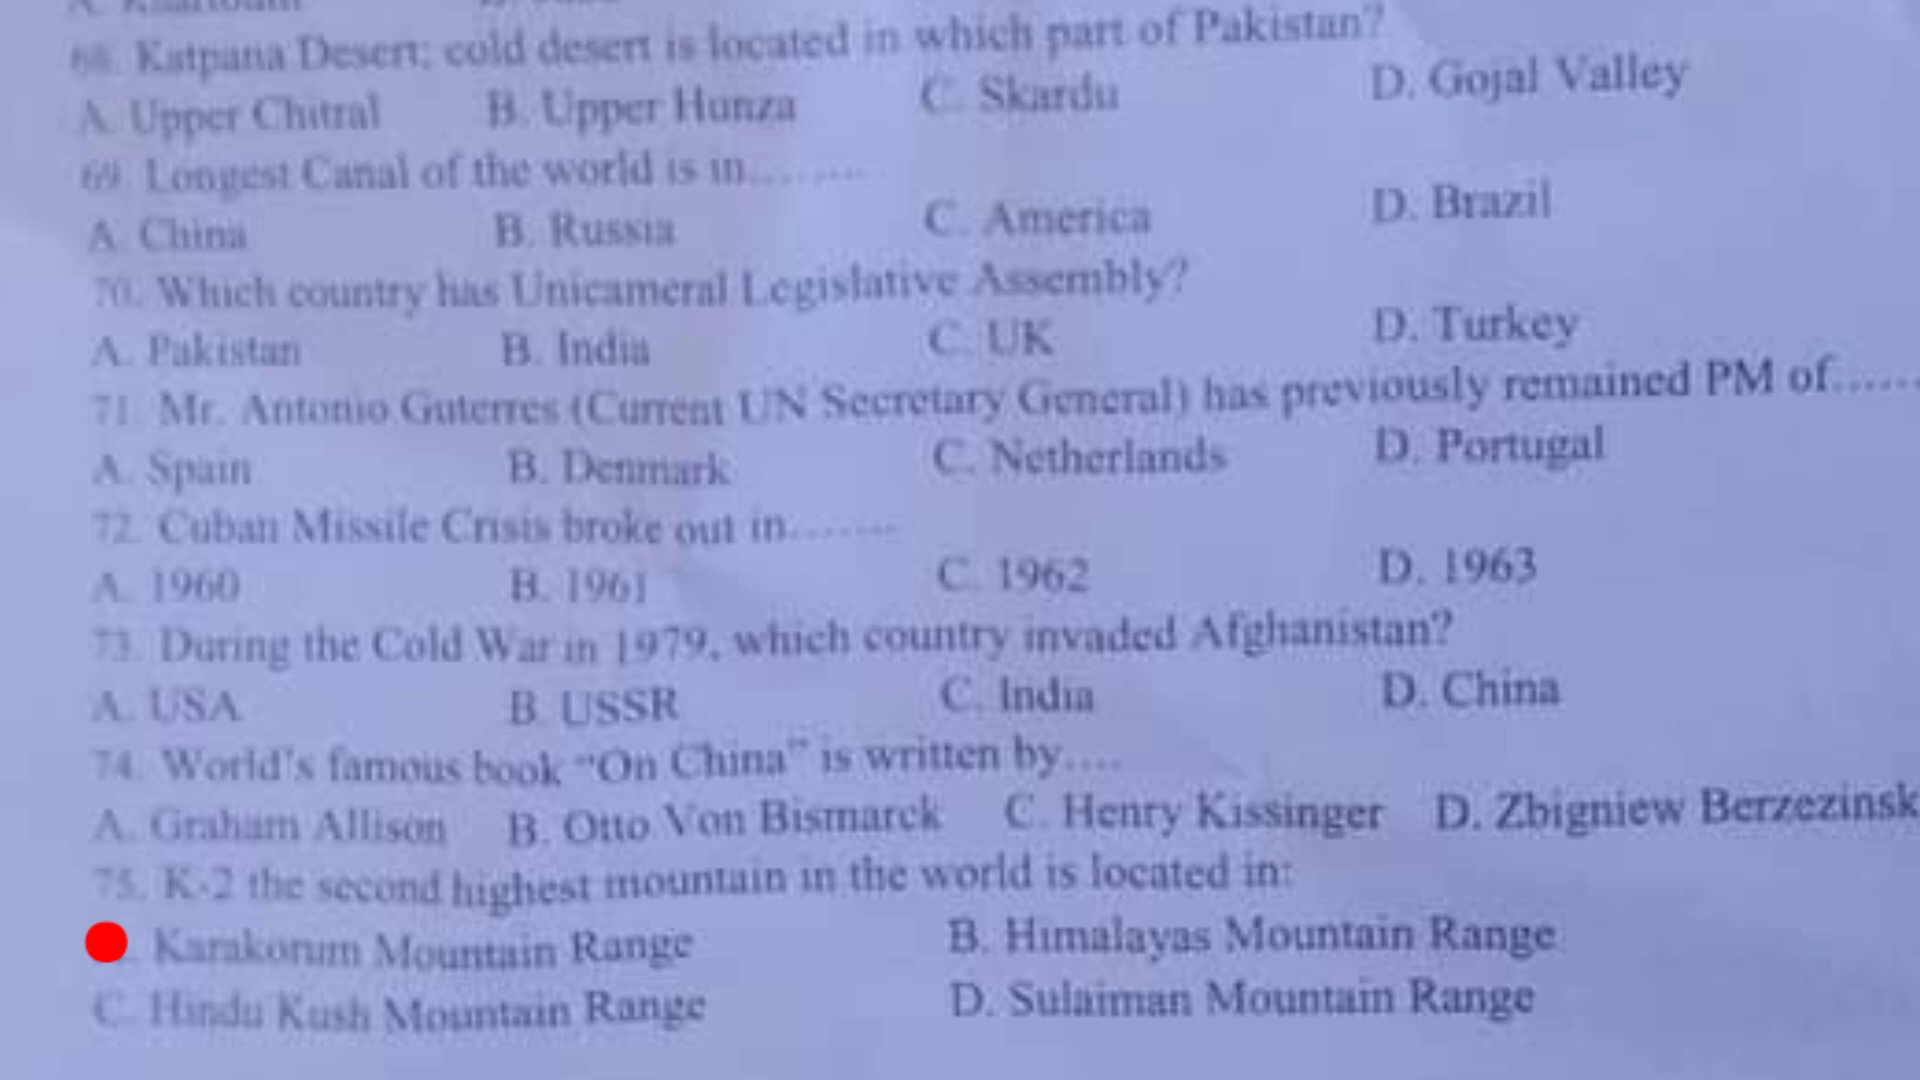 68. Katpana Desert; cold desert is located in which part of Pakistan?
A. Upper Chitral B. Upper Hunza C. Skardu D. Gojal Valley
69. Longest Canal of the world is in.........
A. China B. Russia C. America D. Brazil
70. Which country has Unicameral Legislative Assembly?
A. Pakistan B. India C. UK D. Turkey
71. Mr. Antonio Guterres (Current UN Secretary General) has previously remained PM of......
A. Spain B. Denmark C. Netherlands D. Portugal
72. Cuban Missile Crisis broke out in........
A. 1960 B. 1961 C. 1962 D. 1963
73. During the Cold War in 1979, which country invaded Afghanistan?
A. USA B. USSR C. India D. China
74. World's famous book "On China" is written by....
A. Graham Allison B. Otto Von Bismarck C. Henry Kissinger D. Zbigniew Berzezinsk
75. K-2 the second highest mountain in the world is located in:
Karakorum Mountain Range B. Himalayas Mountain Range
C. Hindu Kush Mountain Range D. Sulaiman Mountain Range